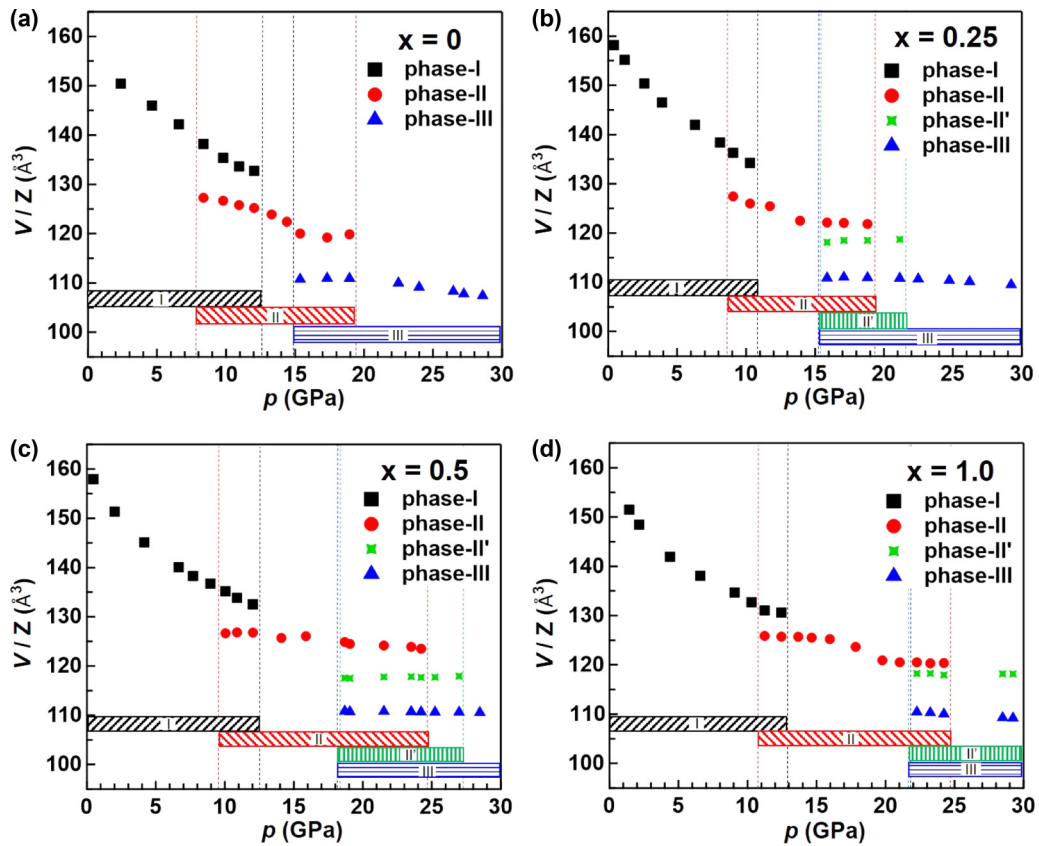 (a)
x = 0
phase-I
phase-II
phase-III
160
150
140
130
120
110
100
V / Z (Å³)
I
II
III
0 5 10 15 20 25 30
p (GPa)
(b)
x = 0.25
phase-I
phase-II
phase-II'
phase-III
160
150
140
130
120
110
100
V / Z (Å³)
I
II
II'
III
0 5 10 15 20 25 30
p (GPa)
(c)
x = 0.5
phase-I
phase-II
phase-II'
phase-III
160
150
140
130
120
110
100
V / Z (Å³)
I
II
II'
III
0 5 10 15 20 25 30
p (GPa)
(d)
x = 1.0
phase-I
phase-II
phase-II'
phase-III
160
150
140
130
120
110
100
V / Z (Å³)
I
II
II'
III
0 5 10 15 20 25 30
p (GPa)